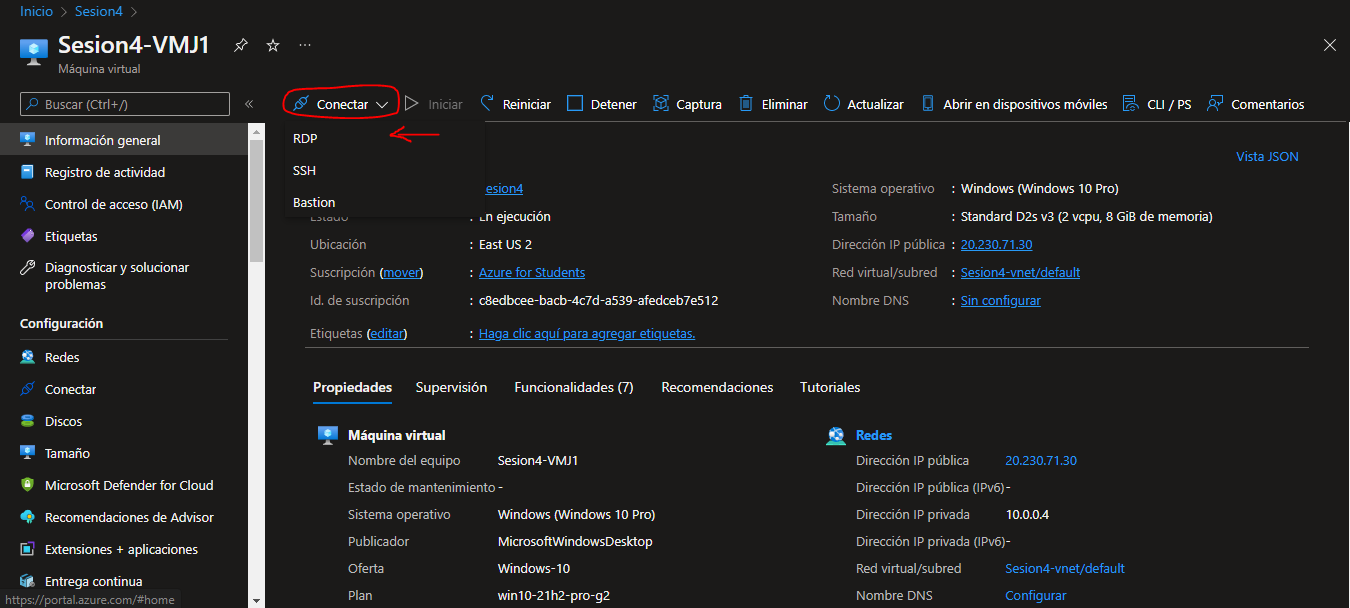 Inicio > Sesion4 >
Sesion4-VMJ1
Máquina virtual
Buscar (Ctrl+/)
Información general
Registro de actividad
Control de acceso (IAM)
Etiquetas
Diagnosticar y solucionar
problemas
Configuración
Redes
Conectar
Discos
Tamaño
Microsoft Defender for Cloud
Recomendaciones de Advisor
Extensiones + aplicaciones
Entrega continua
https://portal.azure.com/#home
Conectar Iniciar Reiniciar Detener Captura Eliminar Actualizar Abrir en dispositivos móviles CLI / PS Comentarios
RDP
SSH
Bastion
Vista JSON
esion4
Estado : En ejecución
Ubicación : East US 2
Suscripción (mover) : Azure for Students
Id. de suscripción : c8edbcee-bacb-4c7d-a539-afedceb7e512
Etiquetas (editar) : Haga clic aquí para agregar etiquetas.
Sistema operativo : Windows (Windows 10 Pro)
Tamaño : Standard D2s v3 (2 vcpu, 8 GiB de memoria)
Dirección IP pública : 20.230.71.30
Red virtual/subred : Sesion4-vnet/default
Nombre DNS : Sin configurar
Propiedades Supervisión Funcionalidades (7) Recomendaciones Tutoriales
Máquina virtual
Nombre del equipo Sesion4-VMJ1
Estado de mantenimiento -
Sistema operativo Windows (Windows 10 Pro)
Publicador MicrosoftWindowsDesktop
Oferta Windows-10
Plan win10-21h2-pro-g2
Redes
Dirección IP pública 20.230.71.30
Dirección IP pública (IPv6) -
Dirección IP privada 10.0.0.4
Dirección IP privada (IPv6) -
Red virtual/subred Sesion4-vnet/default
Nombre DNS Configurar